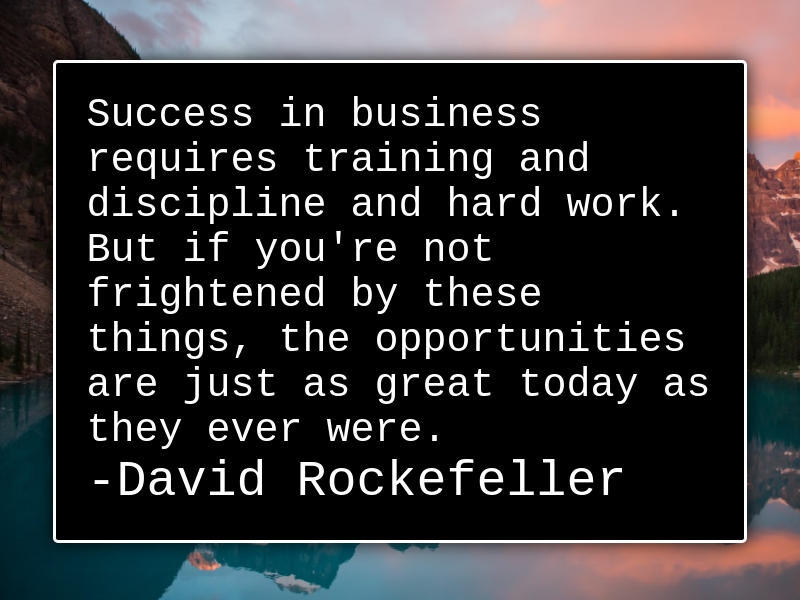 Success in business
requires training and
discipline and hard work.
But if you're not
frightened by these
things, the opportunities
are just as great today as
they ever were.
-David Rockefeller